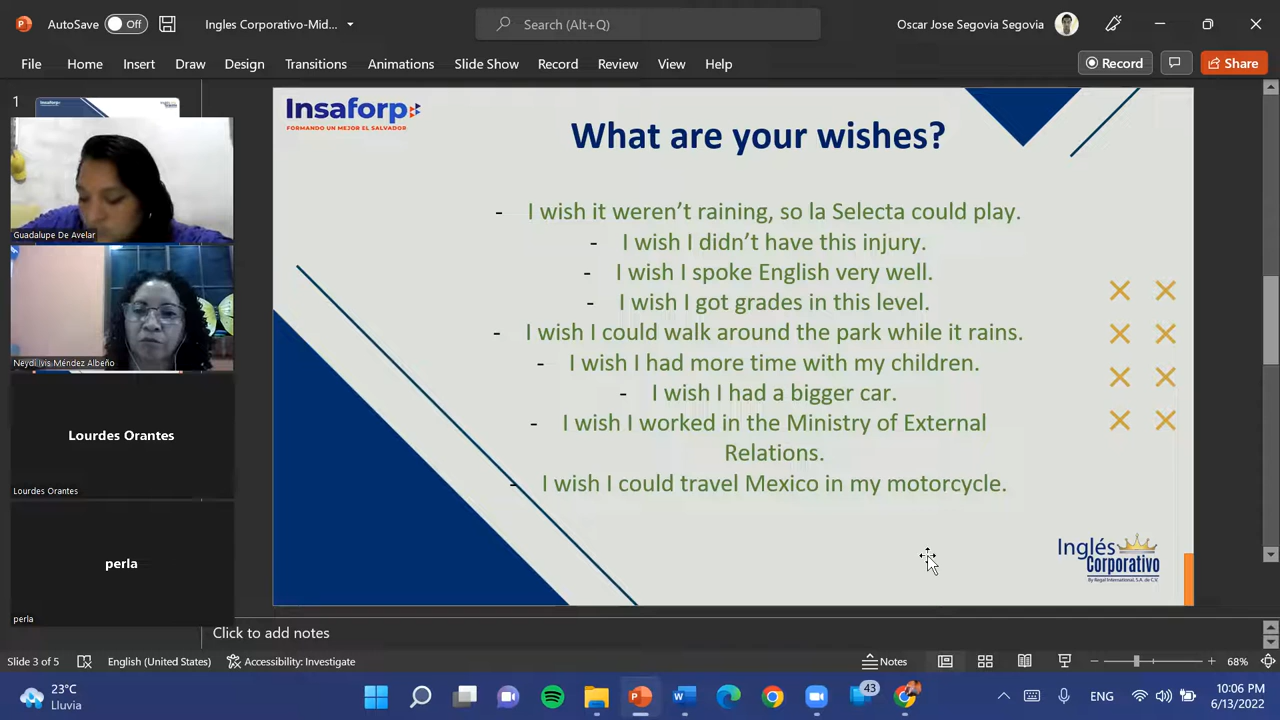 AutoSave Off
Ingles Corporativo-Mid...
Search (Alt+Q)
Oscar Jose Segovia Segovia
File Home Insert Draw Design Transitions Animations Slide Show Record Review View Help
Record
Share
1
Insaforp
FORMANDO UN MEJOR EL SALVADOR
What are your wishes?
- I wish it weren't raining, so la Selecta could play.
- I wish I didn't have this injury.
- I wish I spoke English very well.
- I wish I got grades in this level.
- I wish I could walk around the park while it rains.
- I wish I had more time with my children.
- I wish I had a bigger car.
- I wish I worked in the Ministry of External
Relations.
- I wish I could travel Mexico in my motorcycle.
Inglés
Corporativo
By Regal International, S.A. de C.V.
Guadalupe De Avelar
Neydi Ivis Méndez Albeño
Lourdes Orantes
Lourdes Orantes
perla
perla
Click to add notes
Slide 3 of 5
English (United States)
Accessibility: Investigate
Notes
68%
23°C
Lluvia
43
ENG
10:06 PM
6/13/2022